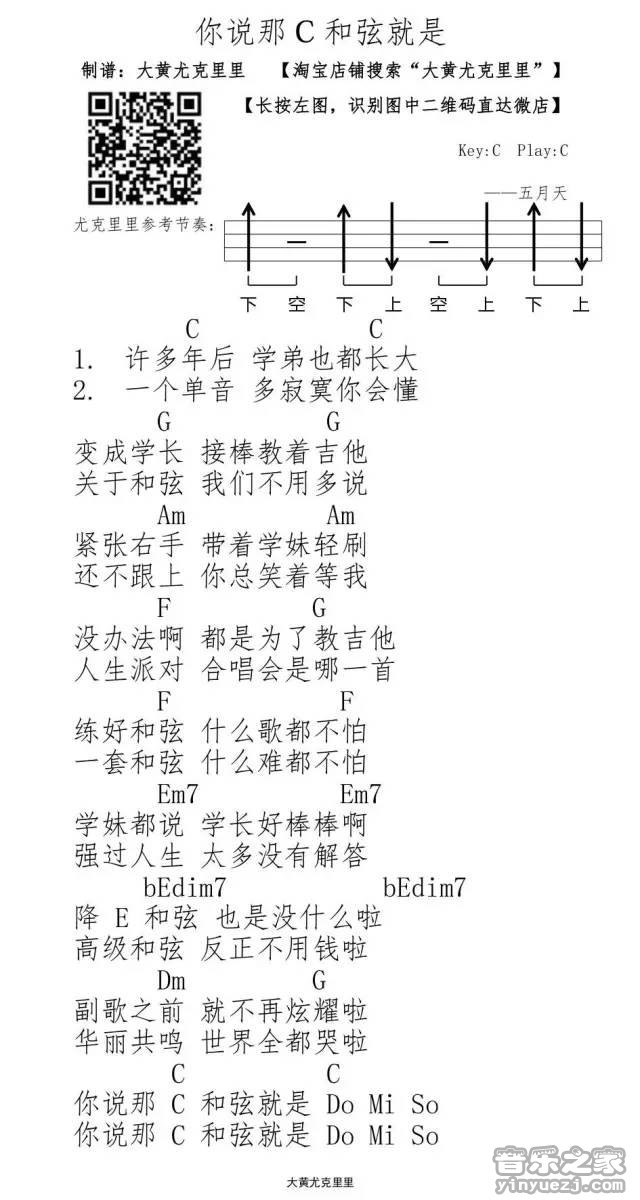 你说那 C 和弦就是
制谱：大黄尤克里里 【淘宝店铺搜索“大黄尤克里里”】
【长按左图，识别图中二维码直达微店】
Key:C Play:C
——五月天
尤克里里参考节奏：
下 空 下 上 空 上 下 上
C C
1. 许多年后 学弟也都长大
2. 一个单音 多寂寞你会懂
G G
变成学长 接棒教着吉他
关于和弦 我们不用多说
Am Am
紧张右手 带着学妹轻刷
还不跟上 你总笑着等我
F G
没办法啊 都是为了教吉他
人生派对 合唱会是哪一首
F F
练好和弦 什么歌都不怕
一套和弦 什么难都不怕
Em7 Em7
学妹都说 学长好棒棒啊
强过人生 太多没有解答
bEdim7 bEdim7
降 E 和弦 也是没什么啦
高级和弦 反正不用钱啦
Dm G
副歌之前 就不再炫耀啦
华丽共鸣 世界全都哭啦
C C
你说那 C 和弦就是 Do Mi So
你说那 C 和弦就是 Do Mi So
大黄尤克里里
音乐之家
yinyuezj.com